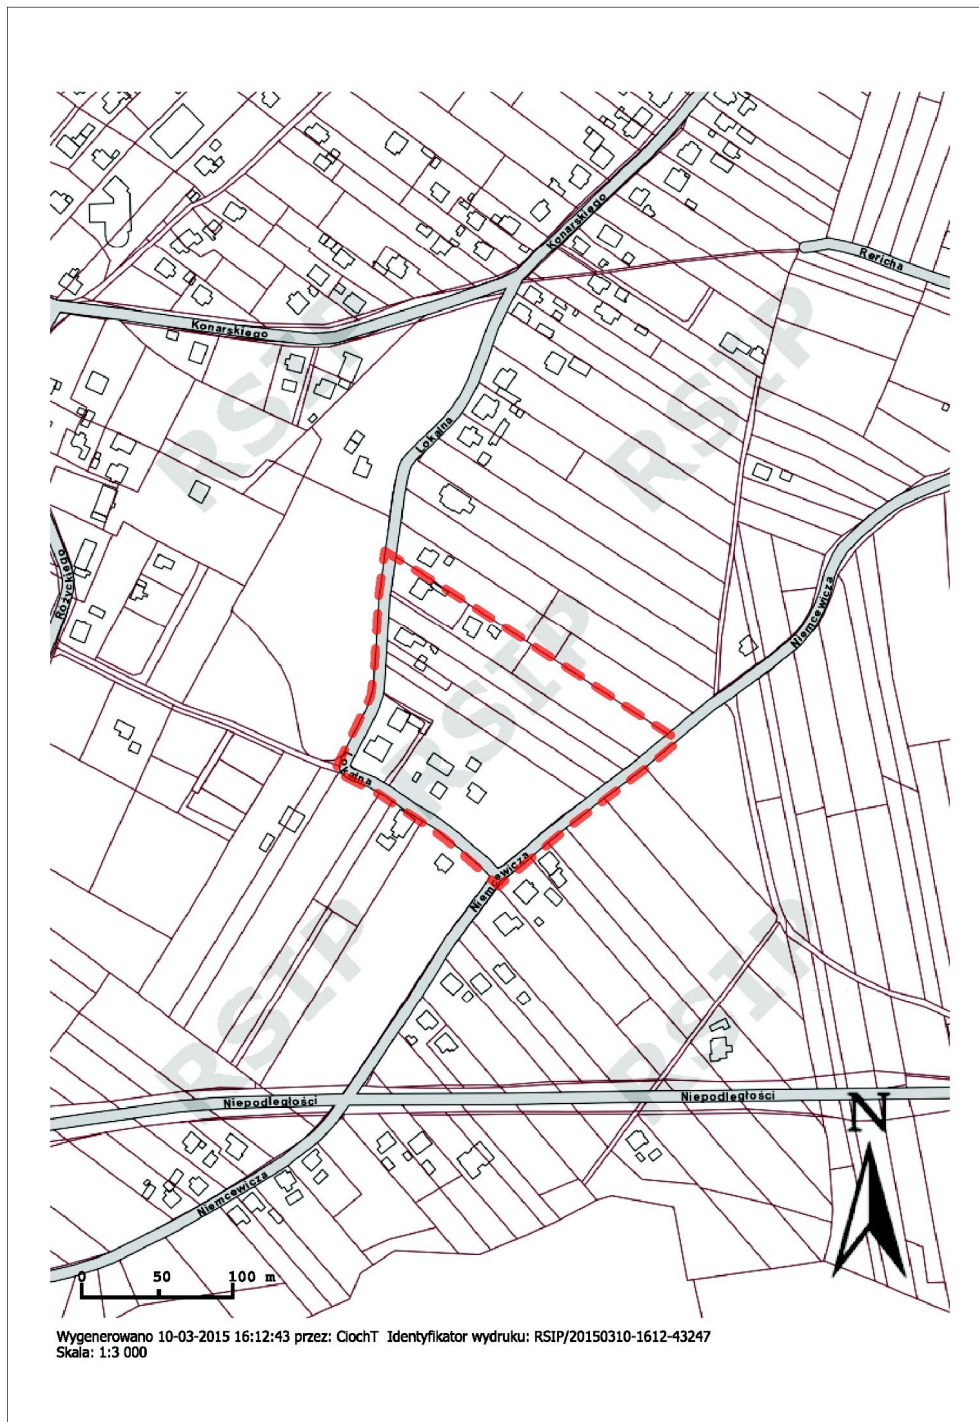 Konarskiego
Rericha
Konarskiego
RSIP
RSIP
Lokalna
Różyckiego
Niemcewicza
RSIP
Lokalna
Niemcewicza
RSIP
RSIP
Niepodległości
Niepodległości
N
Niemcewicza
0 50 100 m
Wygenerowano 10-03-2015 16:12:43 przez: CiochT Identyfikator wydruku: RSIP/20150310-1612-43247
Skala: 1:3 000